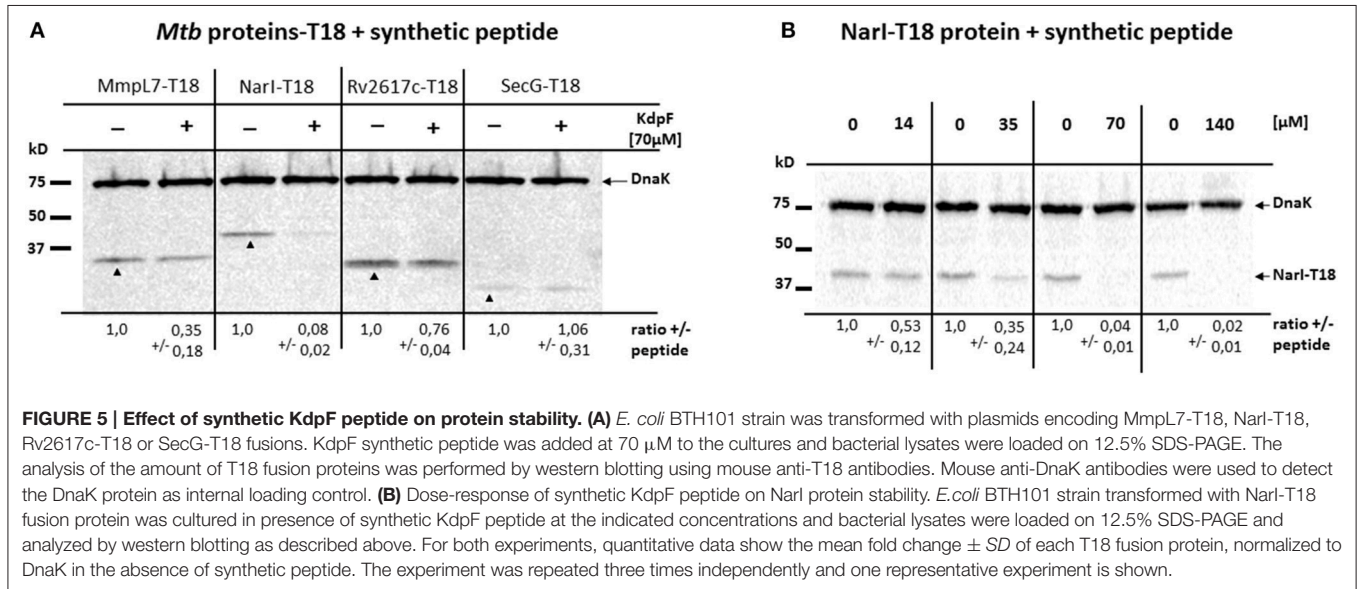 A
Mtb proteins-T18 + synthetic peptide
MmpL7-T18 NarI-T18 Rv2617c-T18 SecG-T18
− + − + − + − + KdpF
[70µM]
kD
75
50
37
DnaK
1,0 0,35 1,0 0,08 1,0 0,76 1,0 1,06 ratio +/-
+/- 0,18 +/- 0,02 +/- 0,04 +/- 0,31 peptide
B
NarI-T18 protein + synthetic peptide
0 14 0 35 0 70 0 140 [µM]
kD
75
50
37
DnaK
NarI-T18
1,0 0,53 1,0 0,35 1,0 0,04 1,0 0,02 ratio +/-
+/- 0,12 +/- 0,24 +/- 0,01 +/- 0,01 peptide
FIGURE 5 | Effect of synthetic KdpF peptide on protein stability. (A) E. coli BTH101 strain was transformed with plasmids encoding MmpL7-T18, NarI-T18,
Rv2617c-T18 or SecG-T18 fusions. KdpF synthetic peptide was added at 70 µM to the cultures and bacterial lysates were loaded on 12.5% SDS-PAGE. The
analysis of the amount of T18 fusion proteins was performed by western blotting using mouse anti-T18 antibodies. Mouse anti-DnaK antibodies were used to detect
the DnaK protein as internal loading control. (B) Dose-response of synthetic KdpF peptide on NarI protein stability. E.coli BTH101 strain transformed with NarI-T18
fusion protein was cultured in presence of synthetic KdpF peptide at the indicated concentrations and bacterial lysates were loaded on 12.5% SDS-PAGE and
analyzed by western blotting as described above. For both experiments, quantitative data show the mean fold change ± SD of each T18 fusion protein, normalized to
DnaK in the absence of synthetic peptide. The experiment was repeated three times independently and one representative experiment is shown.